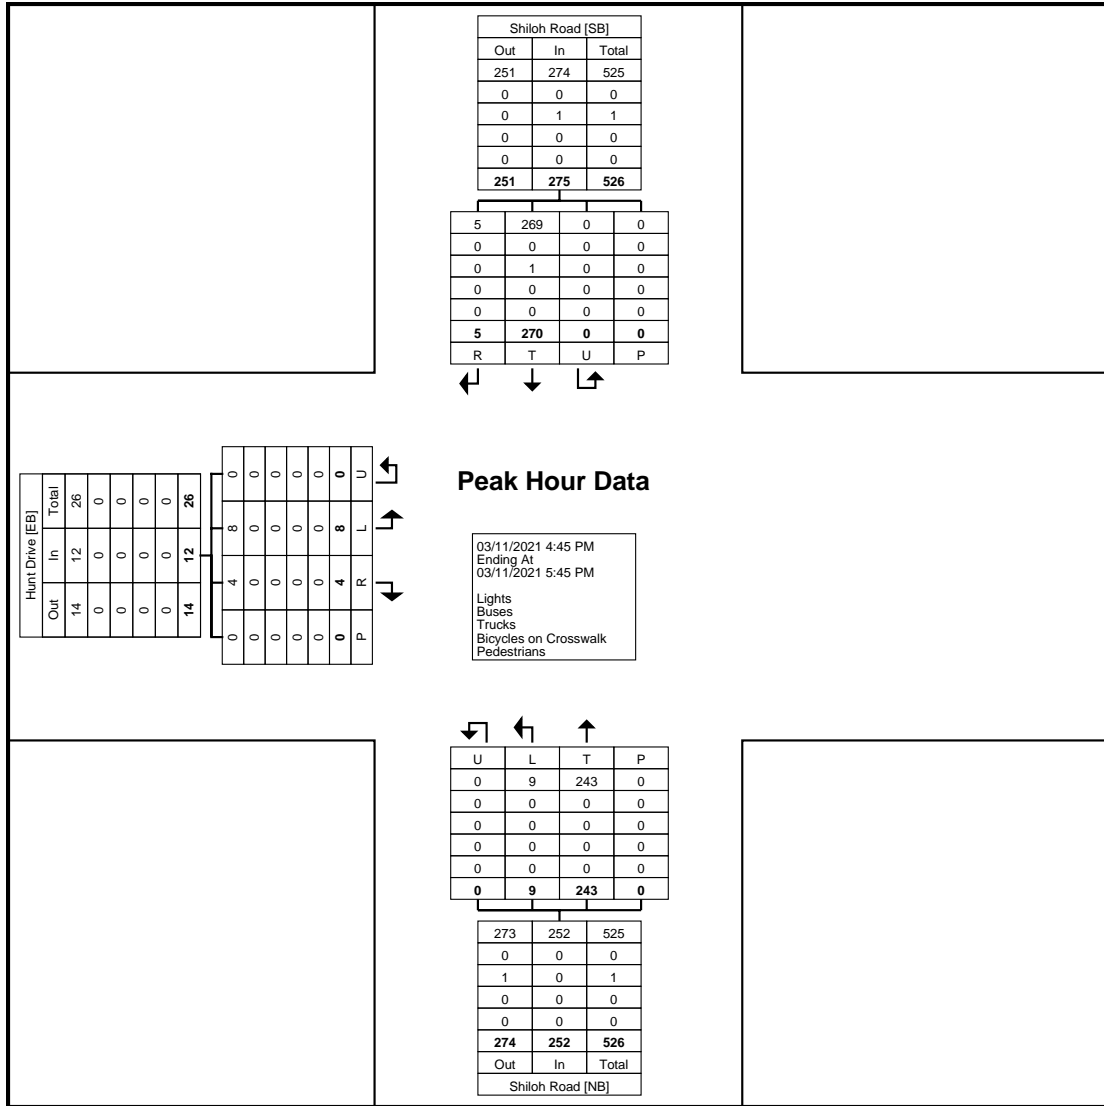 Shiloh Road [SB]
Out In Total
251 274 525
0 0 0
0 1 1
0 0 0
0 0 0
251 275 526
5 269 0 0
0 0 0 0
0 1 0 0
0 0 0 0
0 0 0 0
5 270 0 0
R T U P
Hunt Drive [EB]
Out In Total
14 12 26
0 0 0
0 0 0
0 0 0
0 0 0
14 12 26
0 4 8 0
0 0 0 0
0 0 0 0
0 0 0 0
0 0 0 0
0 4 8 0
P R L U
Peak Hour Data
03/11/2021 4:45 PM
Ending At
03/11/2021 5:45 PM
Lights
Buses
Trucks
Bicycles on Crosswalk
Pedestrians
U L T P
0 9 243 0
0 0 0 0
0 0 0 0
0 0 0 0
0 0 0 0
0 9 243 0
273 252 525
0 0 0
1 0 1
0 0 0
0 0 0
274 252 526
Out In Total
Shiloh Road [NB]